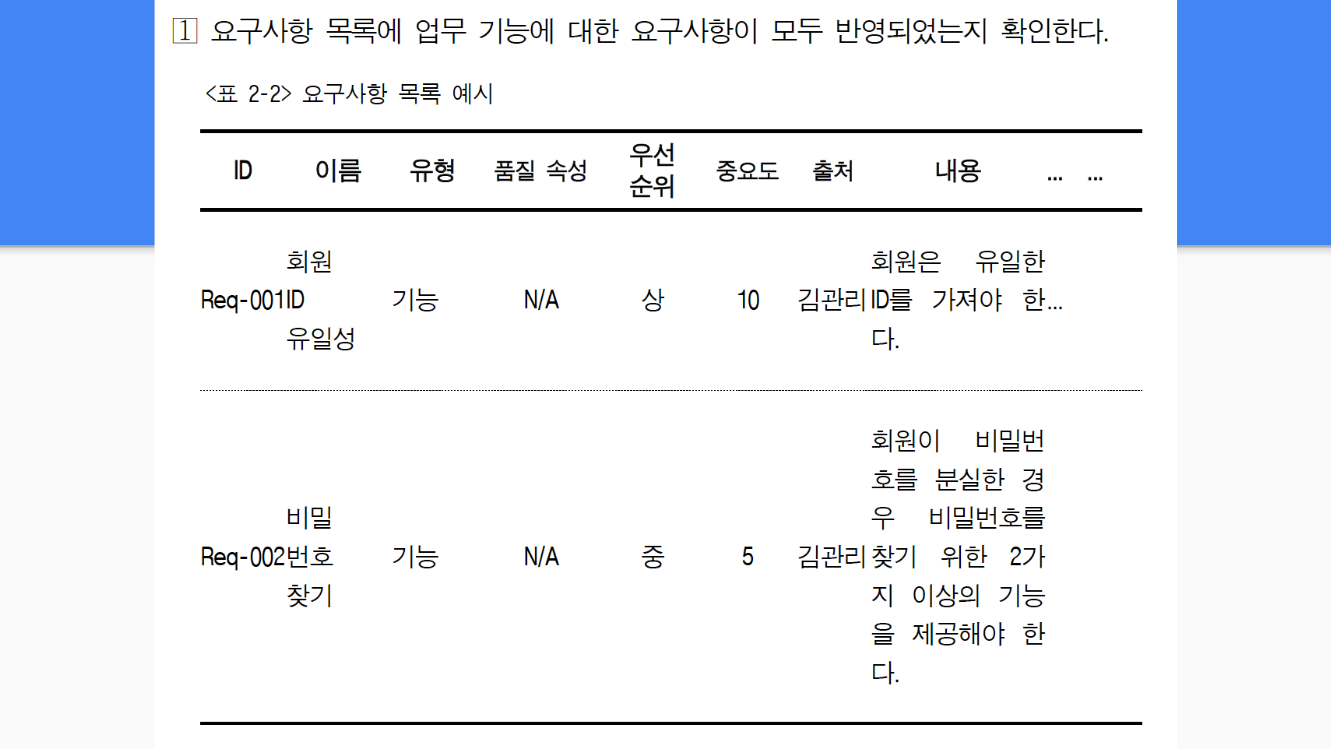 1 요구사항 목록에 업무 기능에 대한 요구사항이 모두 반영되었는지 확인한다.
<표 2-2> 요구사항 목록 예시
ID 이름 유형 품질 속성 우선 순위 중요도 출처 내용 ... ...
회원 회원은 유일한
Req-001 ID 기능 N/A 상 10 김관리 ID를 가져야 한 ...
유일성 다.
회원이 비밀번
호를 분실한 경
비밀 우 비밀번호를
Req-002 번호 기능 N/A 중 5 김관리 찾기 위한 2가
찾기 지 이상의 기능
을 제공해야 한
다.